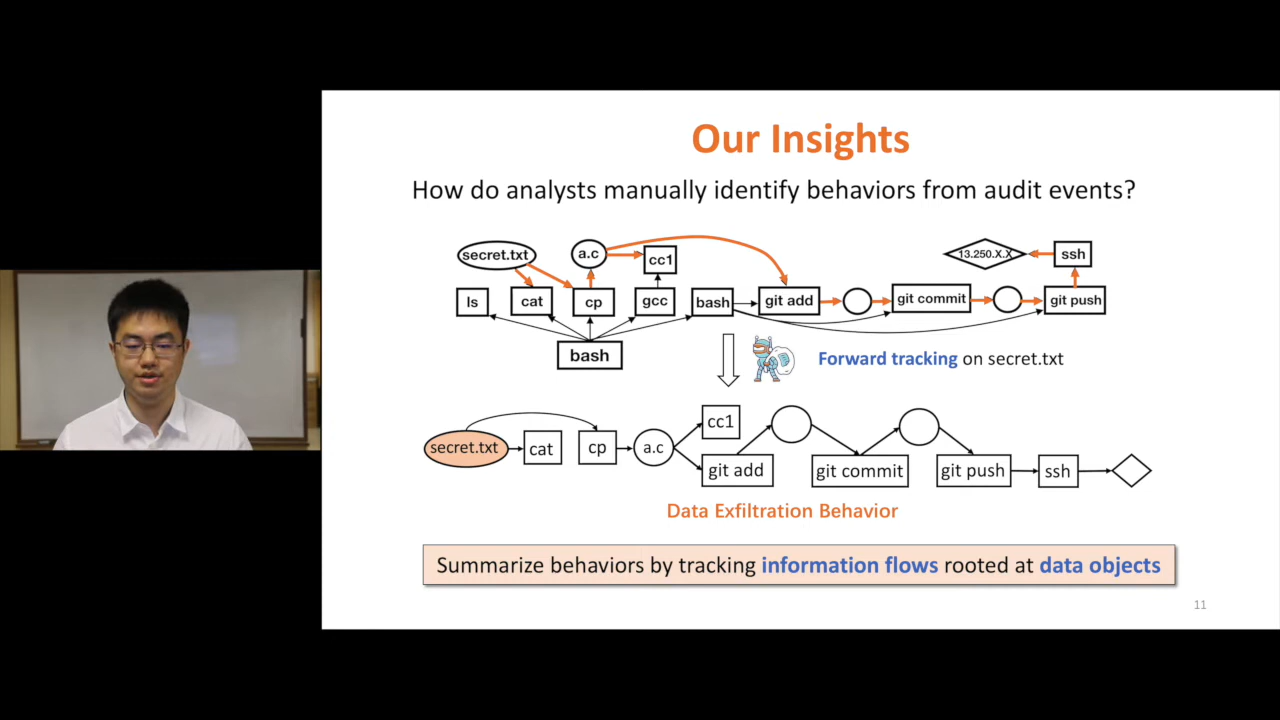 Our Insights
How do analysts manually identify behaviors from audit events?
secret.txt
a.c
cc1
13.250.X.X
ssh
ls
cat
cp
gcc
bash
git add
git commit
git push
bash
Forward tracking on secret.txt
secret.txt
cat
cp
a.c
cc1
git add
git commit
git push
ssh
Data Exfiltration Behavior
Summarize behaviors by tracking information flows rooted at data objects
11